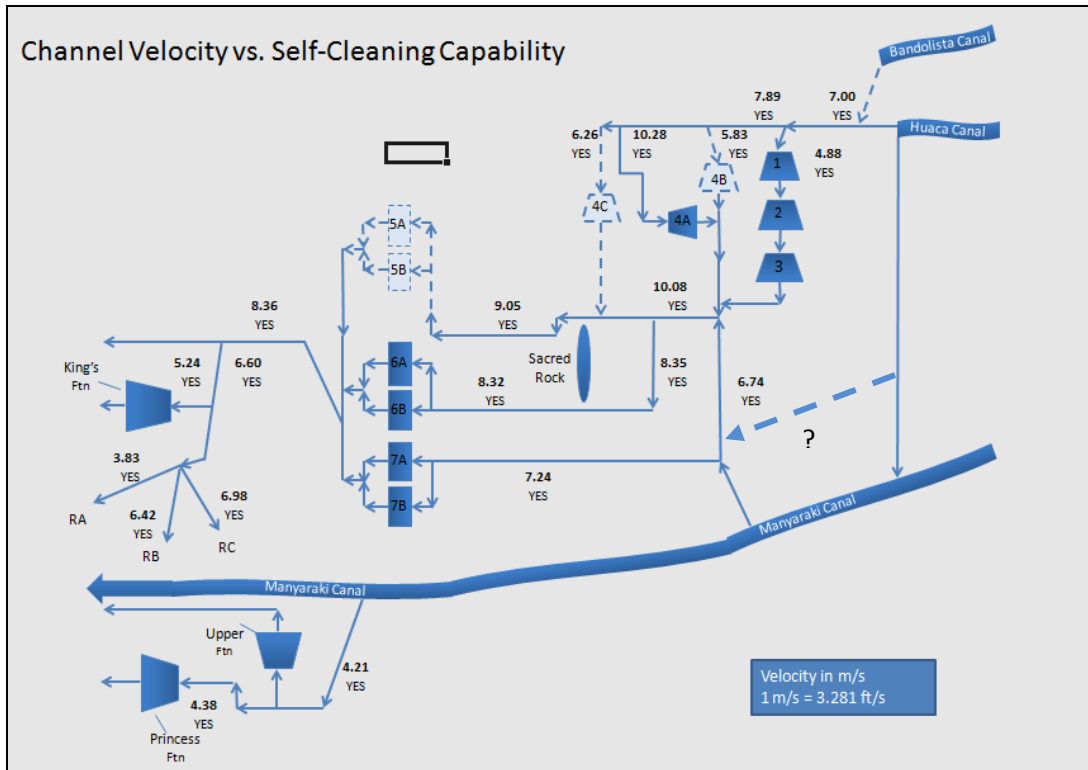 Channel Velocity vs. Self-Cleaning Capability
Bandolista Canal
7.89
YES
7.00
YES
Huaca Canal
6.26
YES
10.28
YES
5.83
YES
4.88
YES
1
4B
4C
4A
2
5A
5B
3
10.08
YES
9.05
YES
8.36
YES
King's
Ftn
5.24
YES
6.60
YES
6A
6B
8.32
YES
Sacred
Rock
8.35
YES
6.74
YES
?
3.83
YES
7A
7B
7.24
YES
6.98
YES
6.42
YES
RA
RB
RC
Manyaraki Canal
Manyaraki Canal
Upper
Ftn
4.21
YES
4.38
YES
Princess
Ftn
Velocity in m/s
1 m/s = 3.281 ft/s